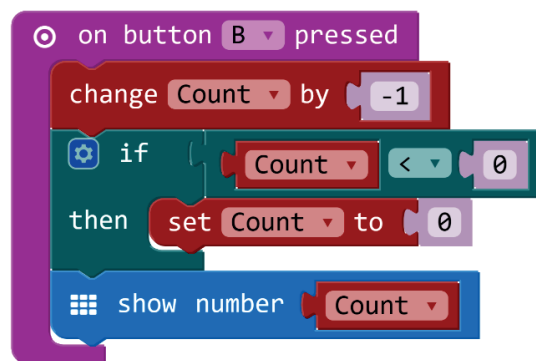 on button B pressed
change Count by -1
if Count < 0
then set Count to 0
show number Count